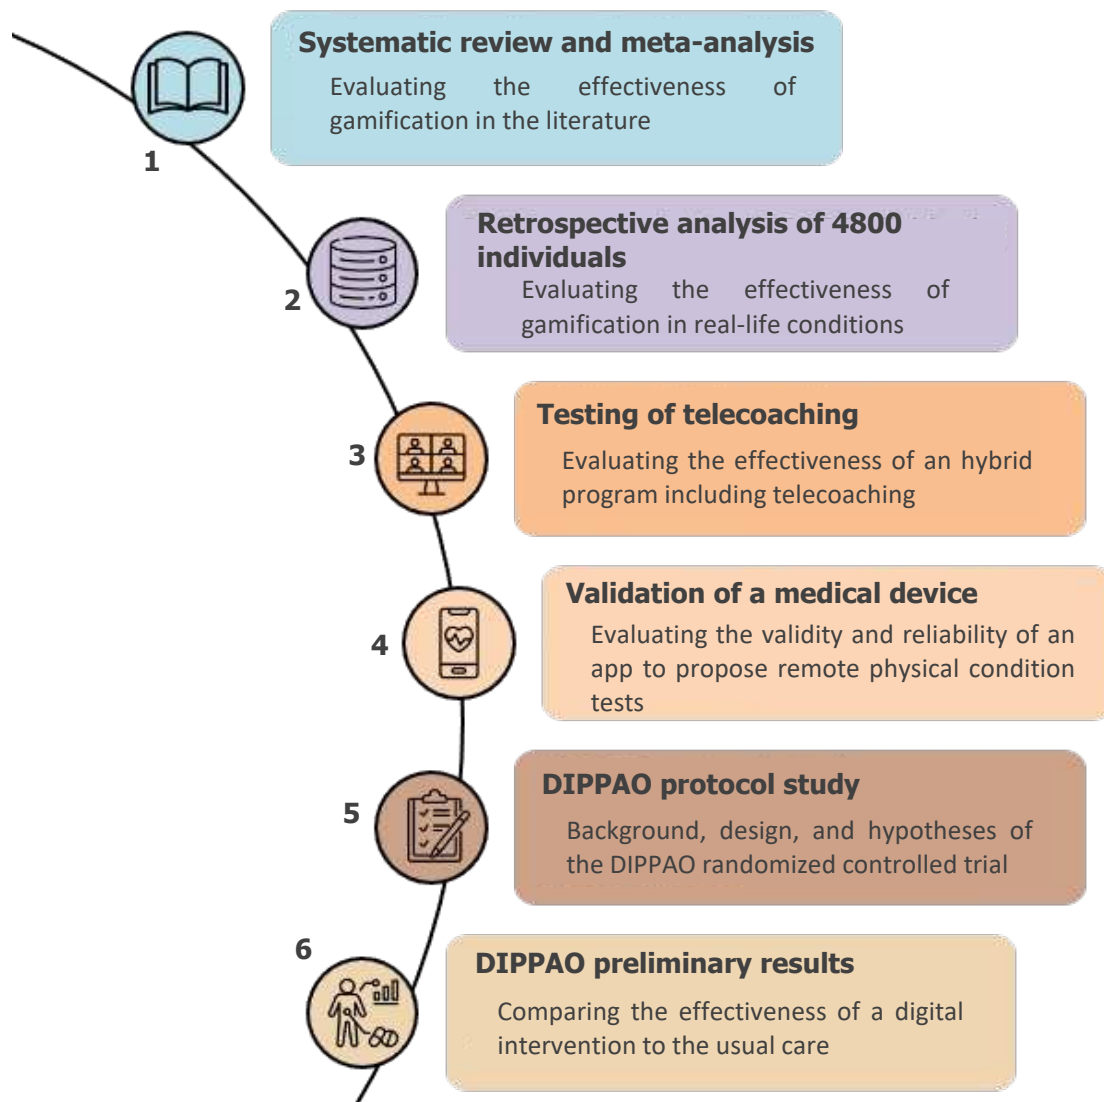 Systematic review and meta-analysis
Evaluating the effectiveness of
gamification in the literature
1
Retrospective analysis of 4800
individuals
Evaluating the effectiveness of
gamification in real-life conditions
2
Testing of telecoaching
3
Evaluating the effectiveness of an hybrid
program including telecoaching
Validation of a medical device
4
Evaluating the validity and reliability of an
app to propose remote physical condition
tests
DIPPAO protocol study
5
Background, design, and hypotheses of
the DIPPAO randomized controlled trial
6
DIPPAO preliminary results
Comparing the effectiveness of a digital
intervention to the usual care